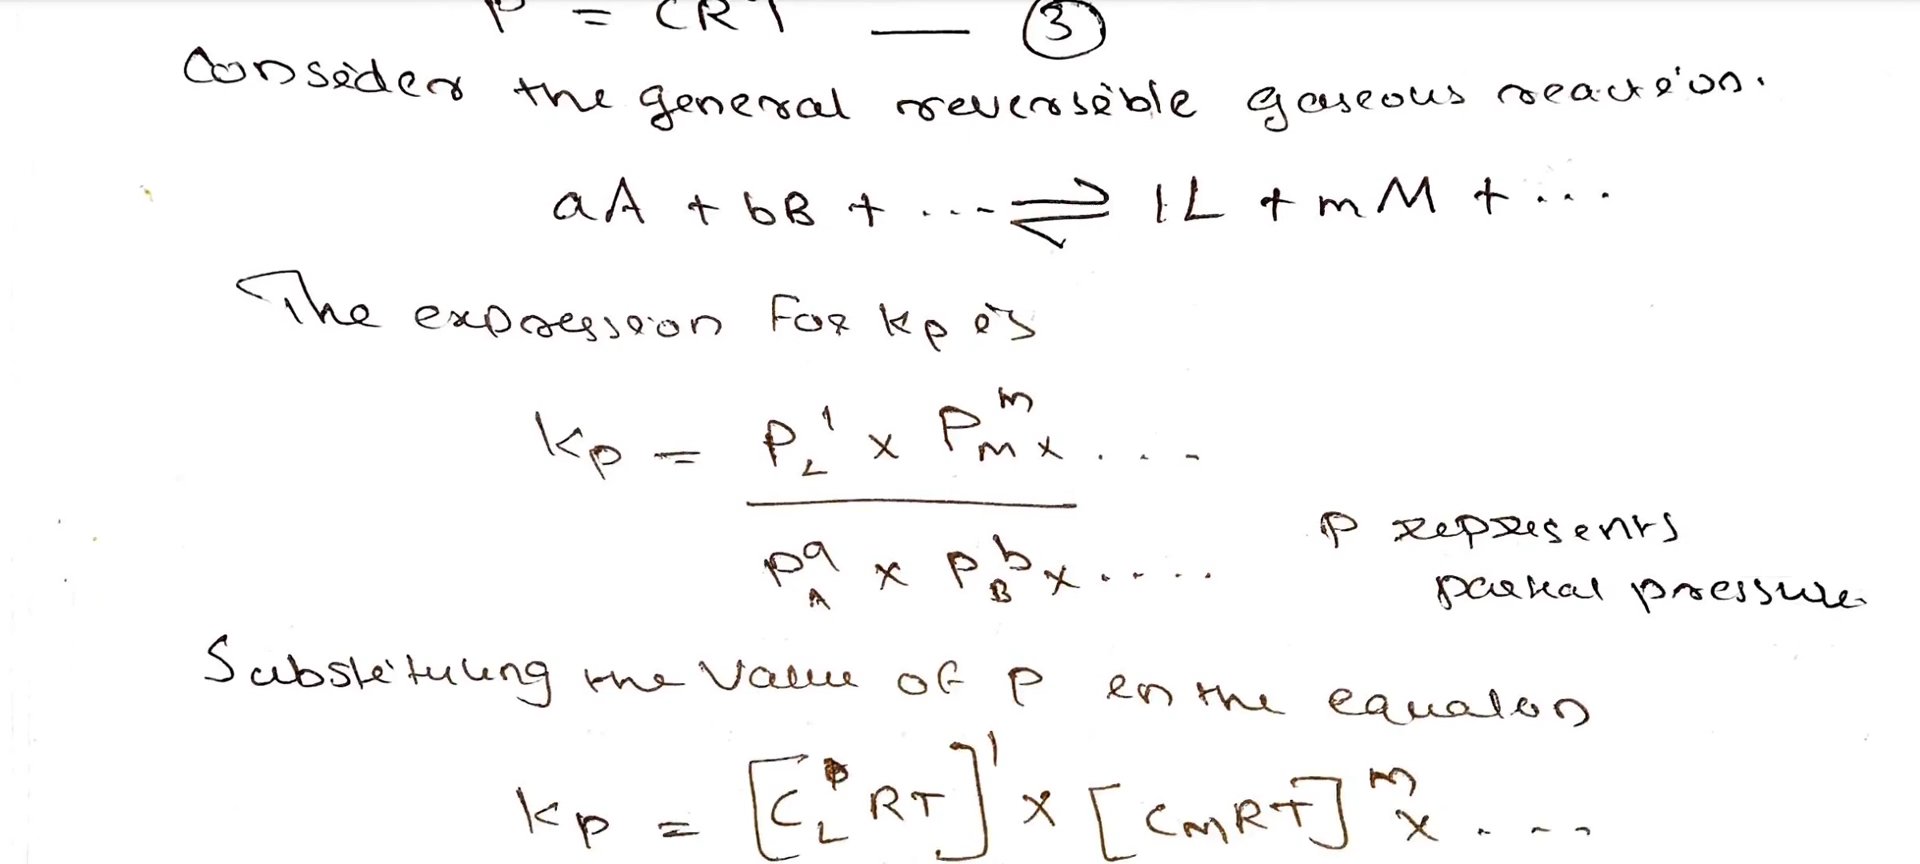 P = CRT — ③
Consider the general reversible gaseous reaction.
aA + bB + ... ⇌ lL + mM + ...
The expression for Kp is
Kp = P_L^l × P_M^m × ....
P_A^a × P_B^b × .....
P represents
partial pressure
Substituting the value of P in the equation
Kp = [C_L RT]^l × [C_M RT]^m × ....